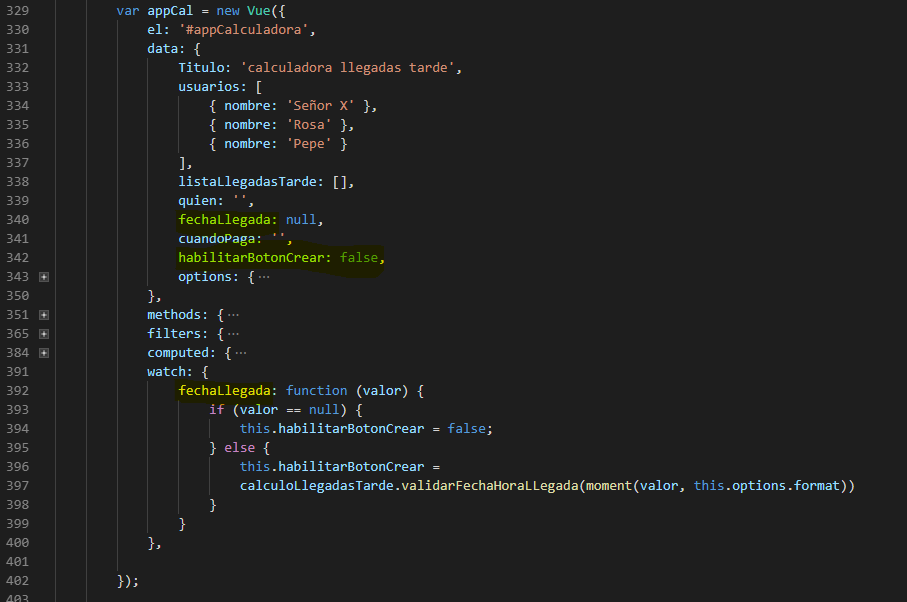 329 var appCal = new Vue({
330 el: '#appCalculadora',
331 data: {
332 Titulo: 'calculadora llegadas tarde',
333 usuarios: [
334 { nombre: 'Señor X' },
335 { nombre: 'Rosa' },
336 { nombre: 'Pepe' }
337 ],
338 listaLlegadasTarde: [],
339 quien: '',
340 fechaLlegada: null,
341 cuandoPaga: '',
342 habilitarBotonCrear: false,
343 options: {···
350 },
351 methods: {···
365 filters: {···
384 computed: {···
391 watch: {
392 fechaLlegada: function (valor) {
393 if (valor == null) {
394 this.habilitarBotonCrear = false;
395 } else {
396 this.habilitarBotonCrear =
397 calculoLlegadasTarde.validarFechaHoraLLegada(moment(valor, this.options.format))
398 }
399 }
400 },
401
402 });
403